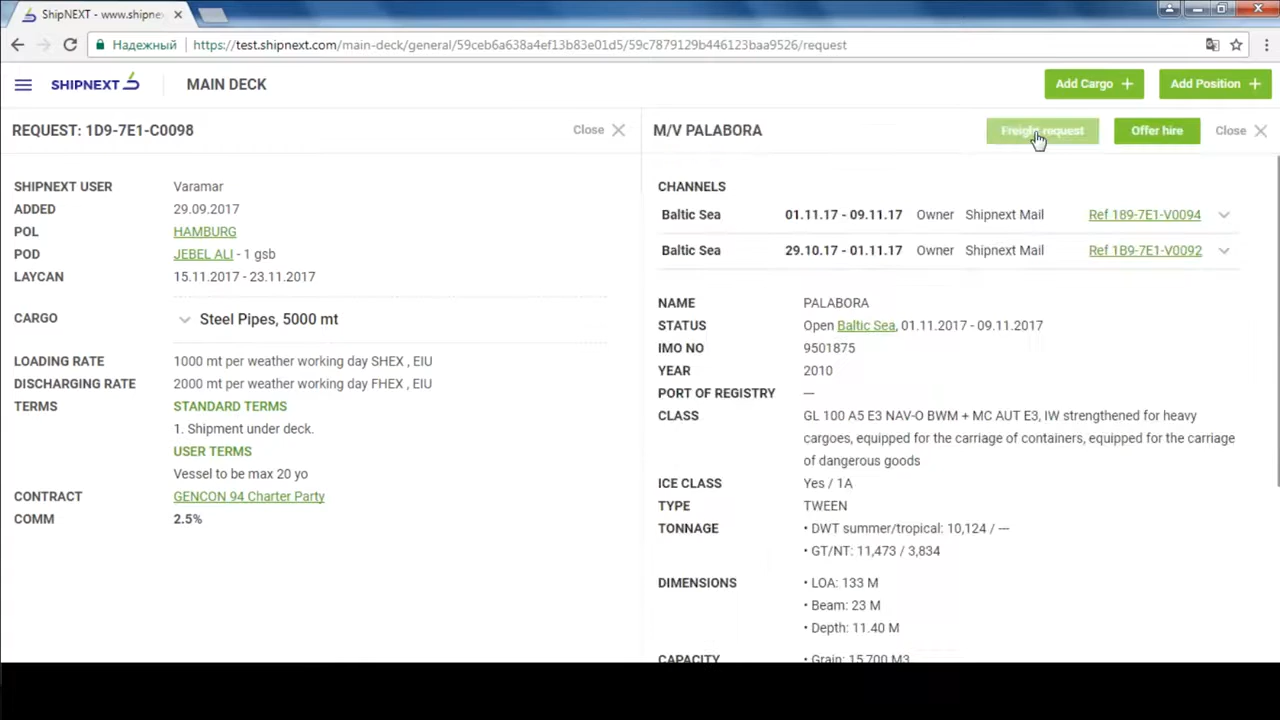 ShipNEXT - www.shipne
Надежный
https://test.shipnext.com/main-deck/general/59ceb6a638a4ef13b83e01d5/59c7879129b446123baa9526/request
SHIPNEXT
MAIN DECK
Add Cargo +
Add Position +
REQUEST: 1D9-7E1-C0098
Close
M/V PALABORA
Freight request
Offer hire
Close
SHIPNEXT USER Varamar
ADDED 29.09.2017
POL HAMBURG
POD JEBEL ALI - 1 gsb
LAYCAN 15.11.2017 - 23.11.2017
CARGO Steel Pipes, 5000 mt
LOADING RATE 1000 mt per weather working day SHEX , EIU
DISCHARGING RATE 2000 mt per weather working day FHEX , EIU
TERMS STANDARD TERMS
1. Shipment under deck.
USER TERMS
Vessel to be max 20 yo
CONTRACT GENCON 94 Charter Party
COMM 2.5%
CHANNELS
Baltic Sea 01.11.17 - 09.11.17 Owner Shipnext Mail Ref 189-7E1-V0094
Baltic Sea 29.10.17 - 01.11.17 Owner Shipnext Mail Ref 1B9-7E1-V0092
NAME PALABORA
STATUS Open Baltic Sea, 01.11.2017 - 09.11.2017
IMO NO 9501875
YEAR 2010
PORT OF REGISTRY —
CLASS GL 100 A5 E3 NAV-O BWM + MC AUT E3, IW strengthened for heavy
cargoes, equipped for the carriage of containers, equipped for the carriage
of dangerous goods
ICE CLASS Yes / 1A
TYPE TWEEN
TONNAGE • DWT summer/tropical: 10,124 / —
• GT/NT: 11,473 / 3,834
DIMENSIONS • LOA: 133 M
• Beam: 23 M
• Depth: 11.40 M
CAPACITY • Grain: 15,700 M3